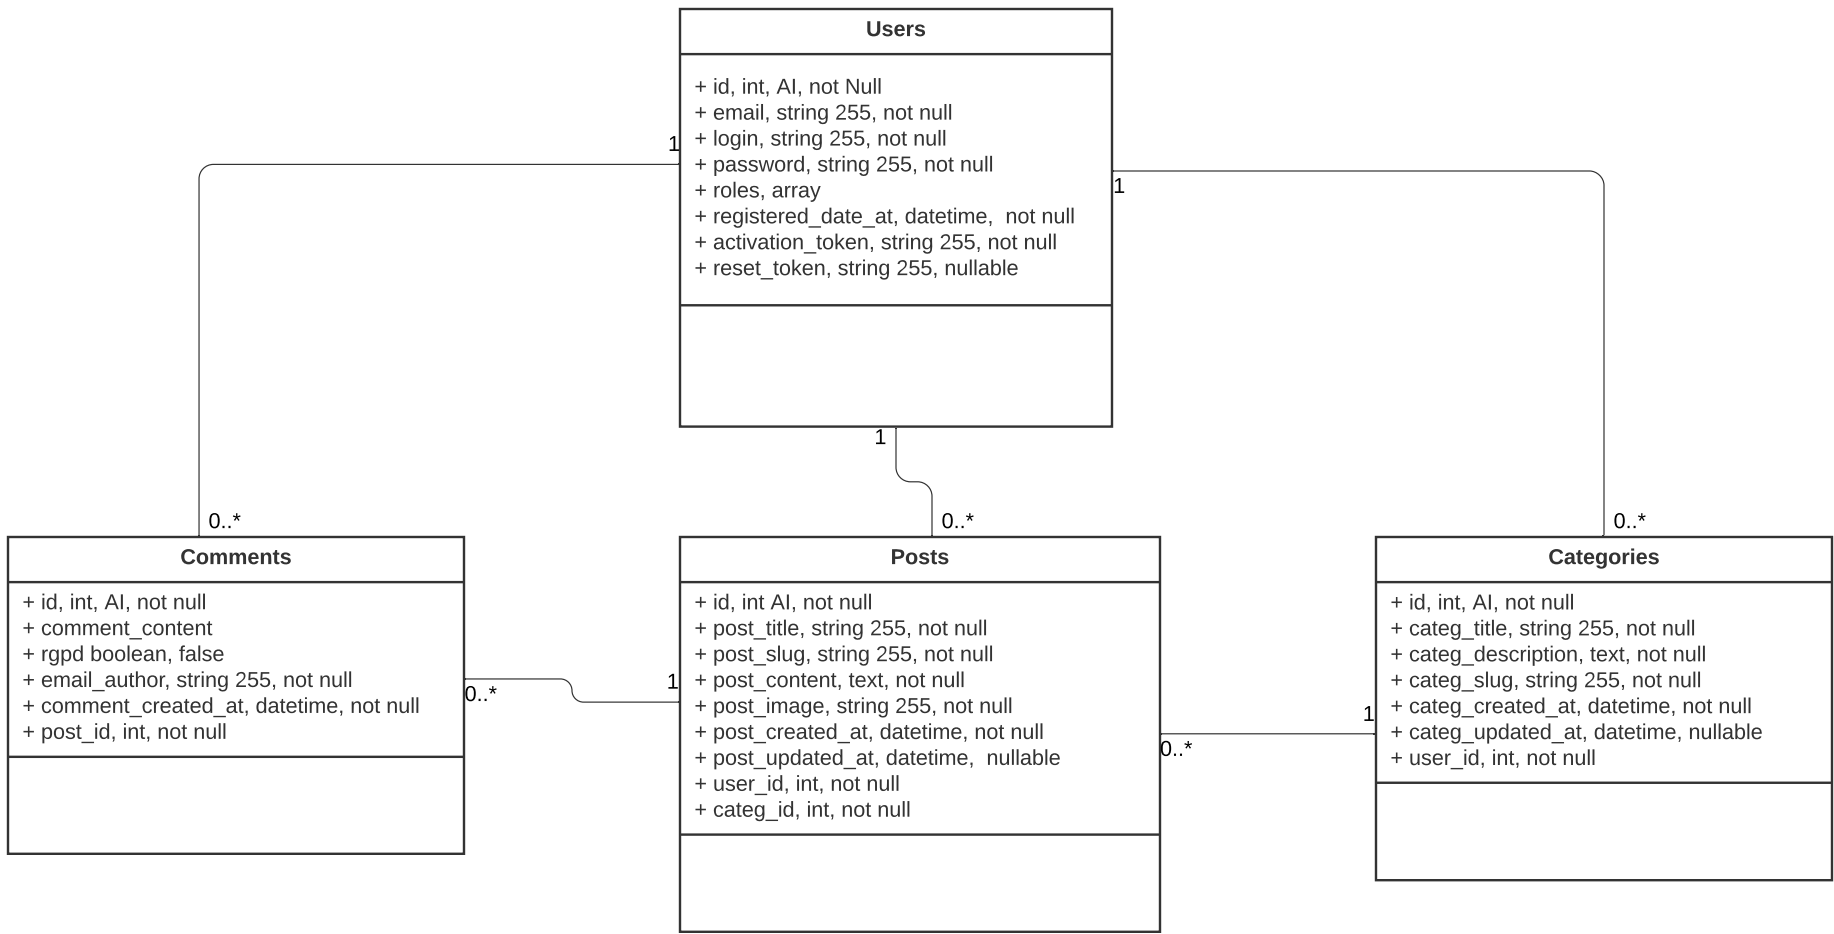 Users
+ id, int, AI, not Null
+ email, string 255, not null
+ login, string 255, not null
+ password, string 255, not null
+ roles, array
+ registered_date_at, datetime,  not null
+ activation_token, string 255, not null
+ reset_token, string 255, nullable
1
1
1
0..*
0..*
0..*
Comments
+ id, int, AI, not null
+ comment_content
+ rgpd boolean, false
+ email_author, string 255, not null
+ comment_created_at, datetime, not null
+ post_id, int, not null
0..*
1
Posts
+ id, int AI, not null
+ post_title, string 255, not null
+ post_slug, string 255, not null
+ post_content, text, not null
+ post_image, string 255, not null
+ post_created_at, datetime, not null
+ post_updated_at, datetime,  nullable
+ user_id, int, not null
+ categ_id, int, not null
0..*
1
Categories
+ id, int, AI, not null
+ categ_title, string 255, not null
+ categ_description, text, not null
+ categ_slug, string 255, not null
+ categ_created_at, datetime, not null
+ categ_updated_at, datetime, nullable
+ user_id, int, not null